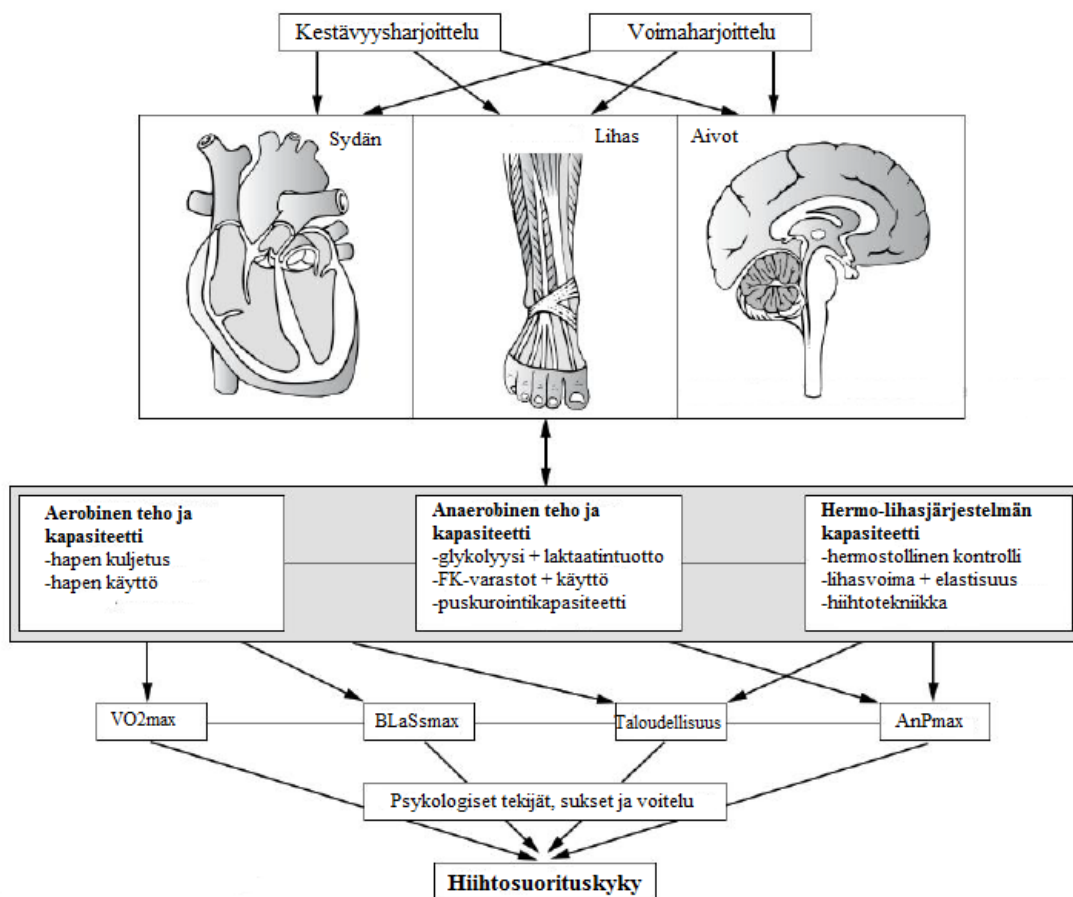 Kestävyysharjoittelu
Voimaharjoittelu
Sydän
Lihas
Aivot
Aerobinen teho ja
kapasiteetti
-hapen kuljetus
-hapen käyttö
Anaerobinen teho ja
kapasiteetti
-glykolyysi + laktaatintuotto
-FK-varastot + käyttö
-puskurointikapasiteetti
Hermo-lihasjärjestelmän
kapasiteetti
-hermostollinen kontrolli
-lihasvoima + elastisuus
-hiihtotekniikka
VO2max
BLaSsmax
Taloudellisuus
AnPmax
Psykologiset tekijät, sukset ja voitelu
Hiihtosuorituskyky